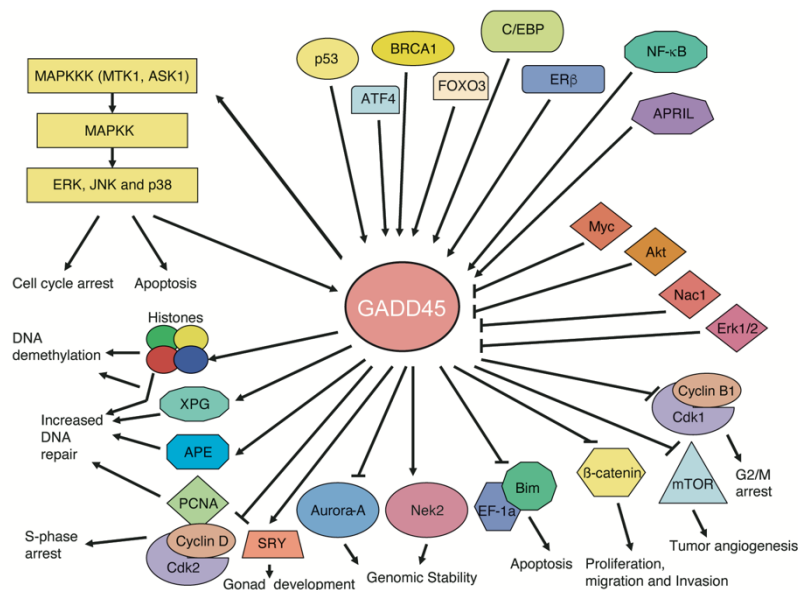 C/EBP
BRCA1
p53
NF-κB
MAPKKK (MTK1, ASK1)
ATF4
FOXO3
ERβ
APRIL
MAPKK
ERK, JNK and p38
Myc
Akt
Cell cycle arrest
Apoptosis
Nac1
GADD45
Histones
Erk1/2
DNA
demethylation
Cyclin B1
XPG
Cdk1
Increased
DNA
repair
APE
ß-catenin
mTOR
G2/M
arrest
PCNA
Aurora-A
Nek2
EF-1a
Bim
S-phase
arrest
Cyclin D
Cdk2
SRY
Tumor angiogenesis
Gonad development
Genomic Stability
Apoptosis
Proliferation,
migration and Invasion